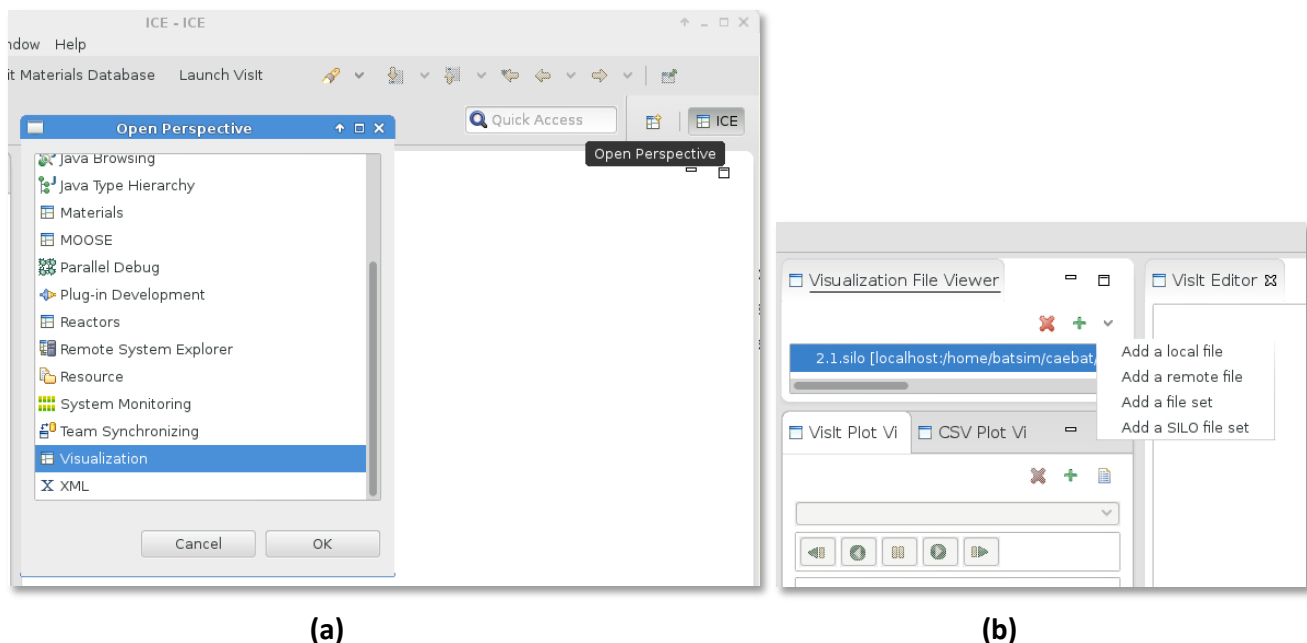 ICE - ICE
ndow Help
it Materials Database Launch VisIt
Quick Access
ICE
Open Perspective
Open Perspective
Java Browsing
Java Type Hierarchy
Materials
MOOSE
Parallel Debug
Plug-in Development
Reactors
Remote System Explorer
Resource
System Monitoring
Team Synchronizing
Visualization
X XML
Cancel OK
(a)
Visualization File Viewer
VisIt Editor
2.1.silo [localhost:/home/batsim/caebat/
Add a local file
Add a remote file
Add a file set
Add a SILO file set
VisIt Plot Vi
CSV Plot Vi
(b)